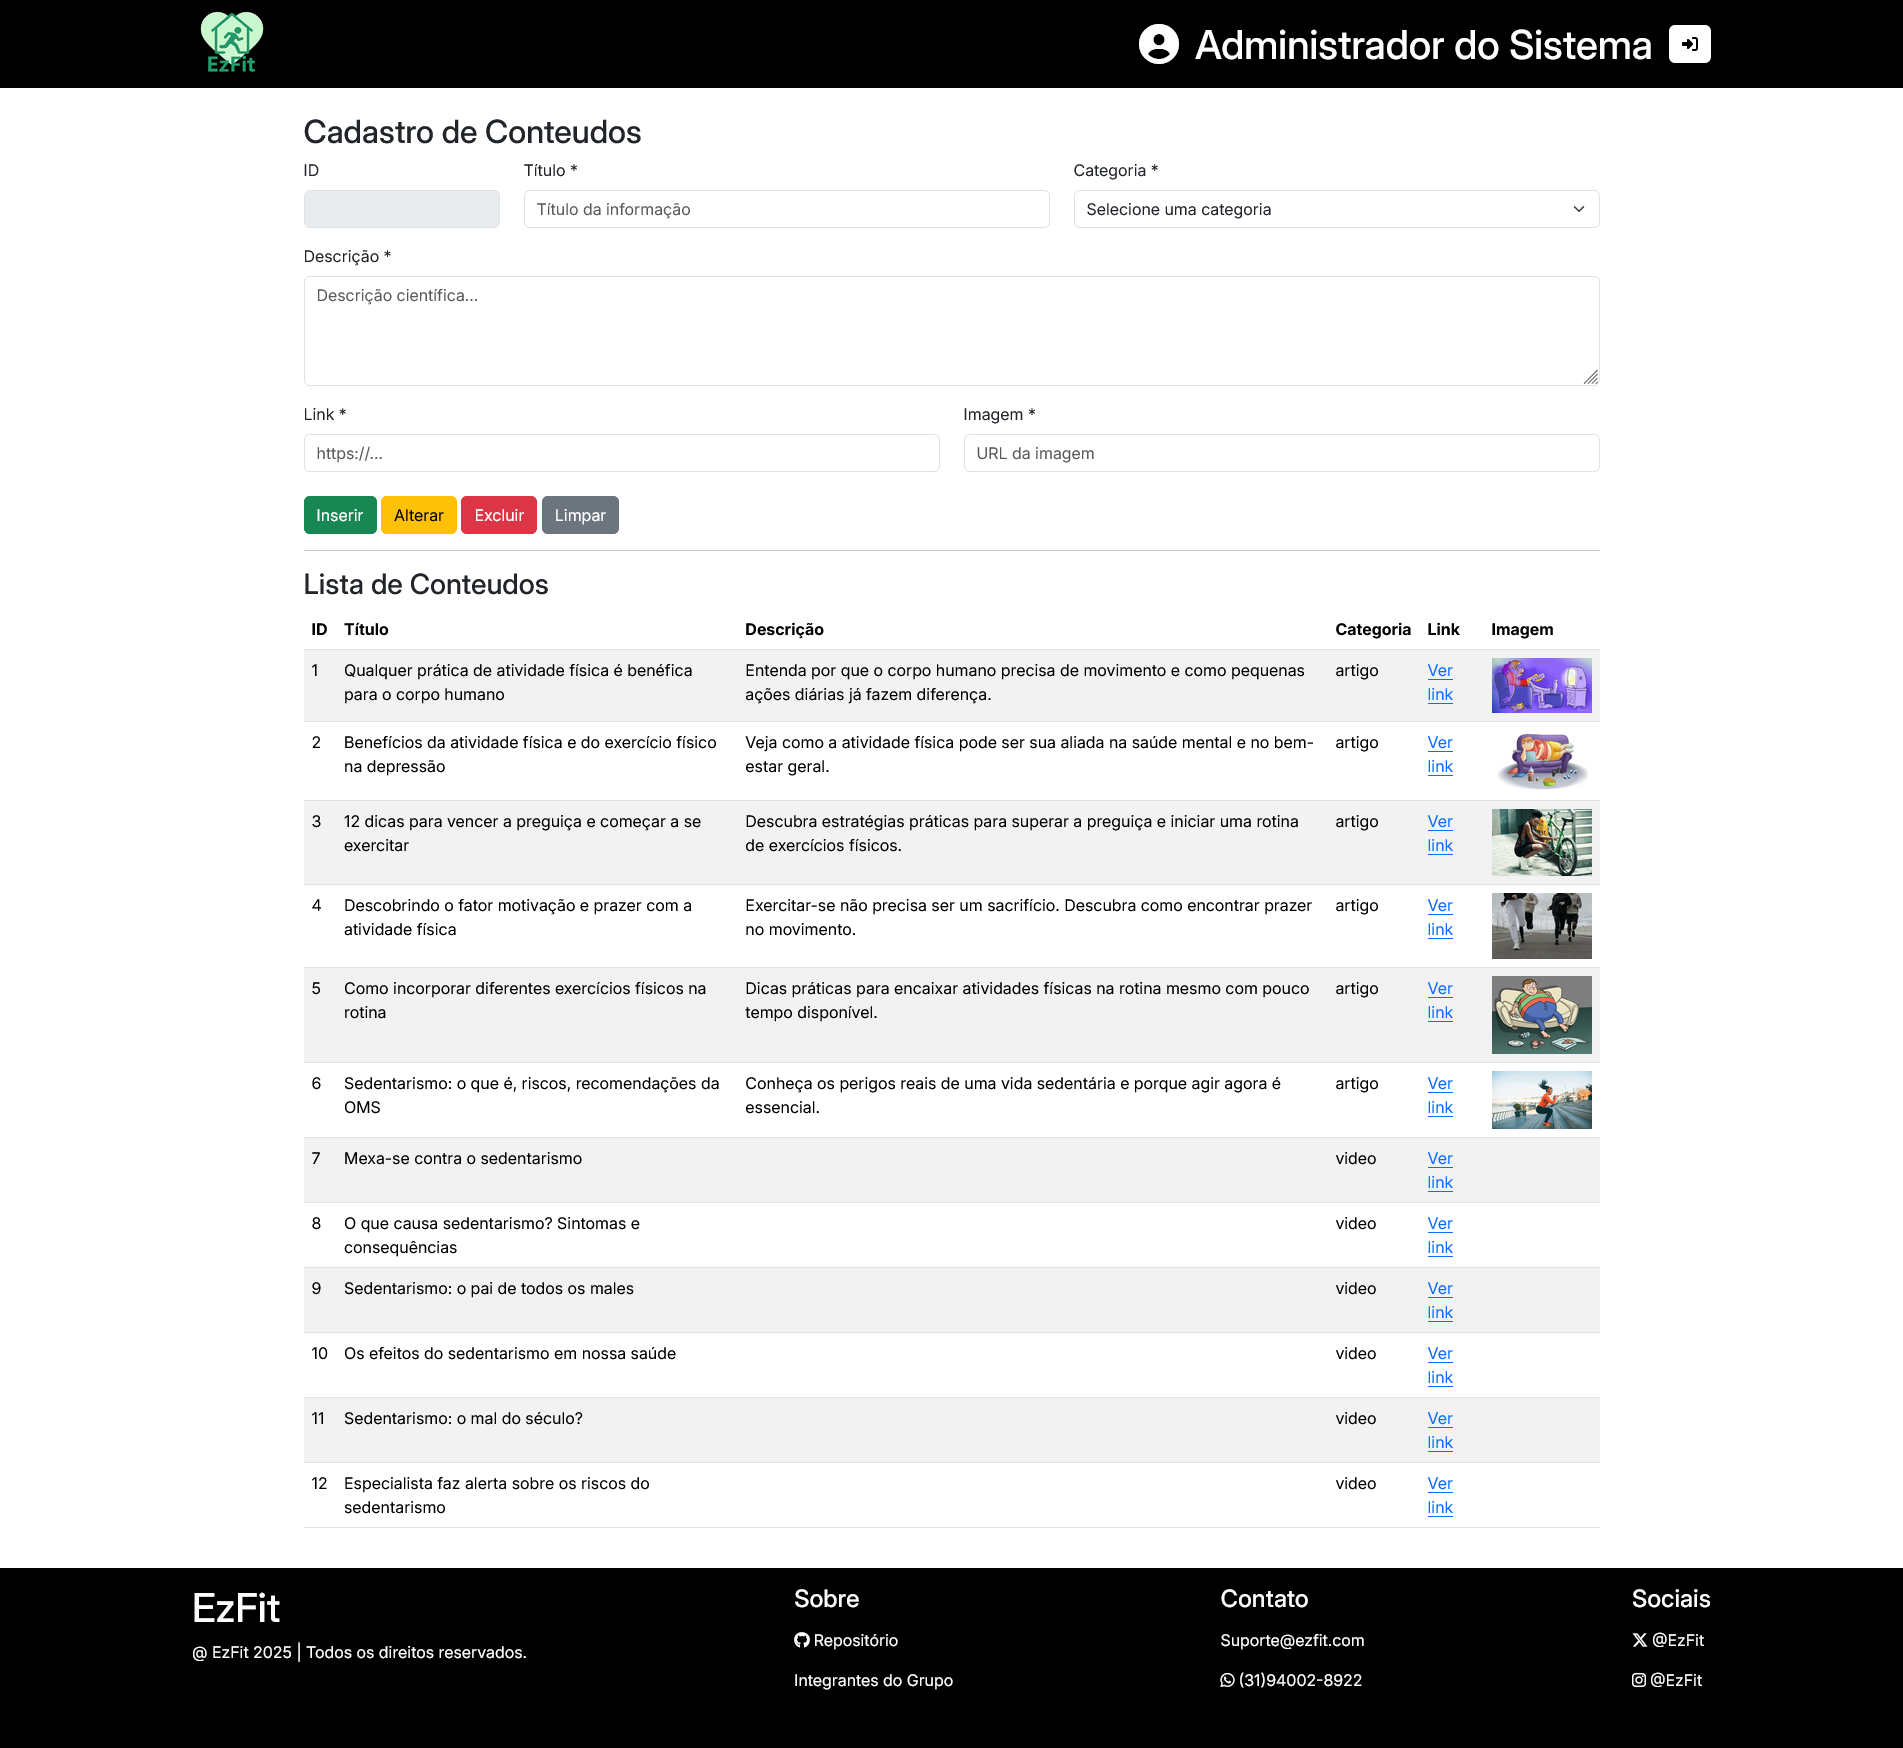 EzFit
Administrador do Sistema
Cadastro de Conteudos
ID
Título *
Categoria *
Título da informação
Selecione uma categoria
Descrição *
Descrição científica...
Link *
Imagem *
https://...
URL da imagem
Inserir
Alterar
Excluir
Limpar
Lista de Conteudos
ID Título Descrição Categoria Link Imagem
1 Qualquer prática de atividade física é benéfica Entenda por que o corpo humano precisa de movimento e como pequenas artigo Ver
para o corpo humano ações diárias já fazem diferença. link
2 Benefícios da atividade física e do exercício físico Veja como a atividade física pode ser sua aliada na saúde mental e no bem- artigo Ver
na depressão estar geral. link
3 12 dicas para vencer a preguiça e começar a se Descubra estratégias práticas para superar a preguiça e iniciar uma rotina artigo Ver
exercitar de exercícios físicos. link
4 Descobrindo o fator motivação e prazer com a Exercitar-se não precisa ser um sacrifício. Descubra como encontrar prazer artigo Ver
atividade física no movimento. link
5 Como incorporar diferentes exercícios físicos na Dicas práticas para encaixar atividades físicas na rotina mesmo com pouco artigo Ver
rotina tempo disponível. link
6 Sedentarismo: o que é, riscos, recomendações da Conheça os perigos reais de uma vida sedentária e porque agir agora é artigo Ver
OMS essencial. link
7 Mexa-se contra o sedentarismo video Ver
link
8 O que causa sedentarismo? Sintomas e video Ver
consequências link
9 Sedentarismo: o pai de todos os males video Ver
link
10 Os efeitos do sedentarismo em nossa saúde video Ver
link
11 Sedentarismo: o mal do século? video Ver
link
12 Especialista faz alerta sobre os riscos do video Ver
sedentarismo link
EzFit
@ EzFit 2025 | Todos os direitos reservados.
Sobre
Repositório
Integrantes do Grupo
Contato
Suporte@ezfit.com
(31)94002-8922
Sociais
@EzFit
@EzFit